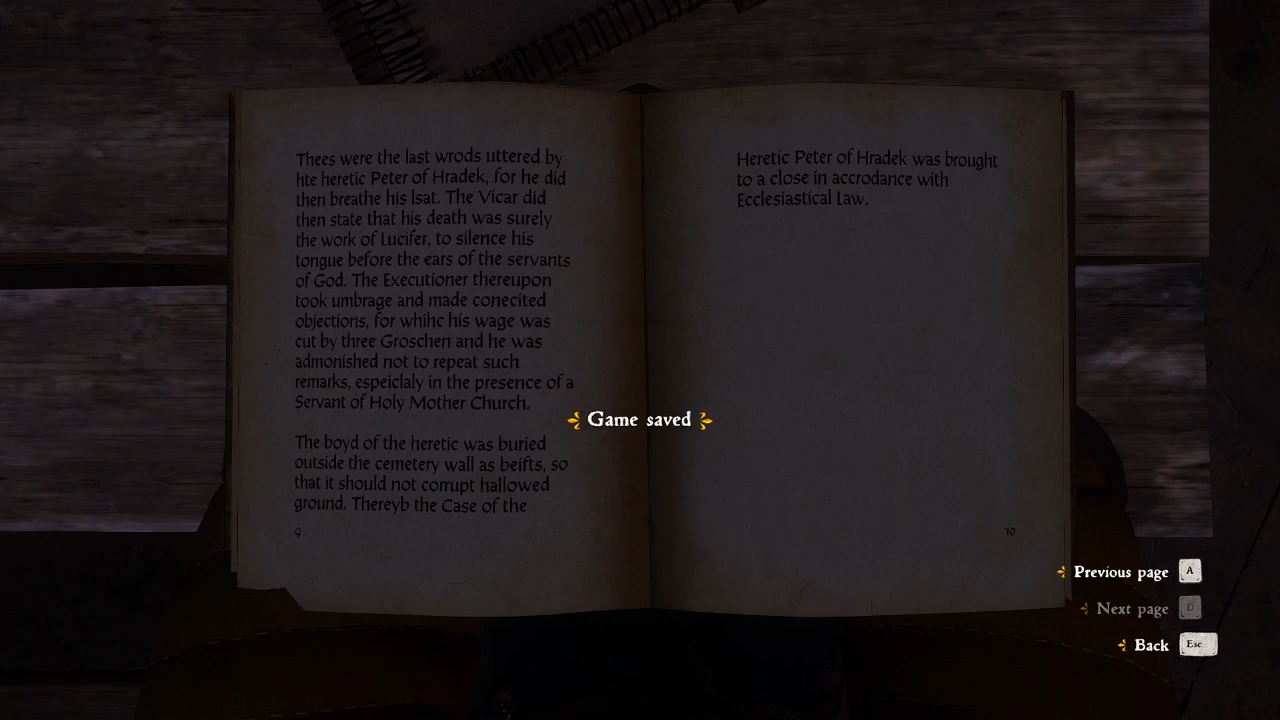 Thees were the last wrods uttered by
hte heretic Peter of Hradek, for he did
then breathe his lsat. The Vicar did
then state that his death was surely
the work of Lucifer, to silence his
tongue before the ears of the servants
of God. The Executioner thereupon
took umbrage and made conecited
objections, for whihc his wage was
cut by three Groschen and he was
admonished not to repeat such
remarks, espeiclaly in the presence of a
Servant of Holy Mother Church.
The boyd of the heretic was buried
outside the cemetery wall as beifts, so
that it should not corrupt hallowed
ground. Thereyb the Case of the
9
Heretic Peter of Hradek was brought
to a close in accrodance with
Ecclesiastical Law.
10
Game saved
Previous page A
Next page D
Back Esc